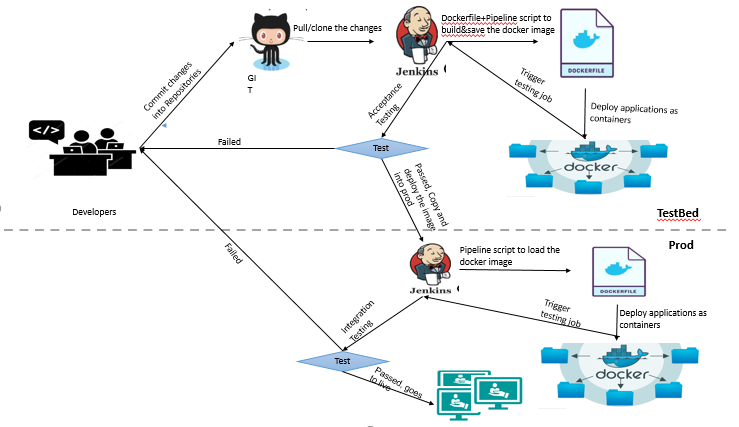 Pull/clone the changes
Dockerfile+Pipeline script to
build&save the docker image
Jenkins
DOCKERFILE
GI
T
Commit changes
into Repositories
Trigger
testing job
Acceptance
Testing
Deploy applications as
containers
</>
Failed
Test
docker
Passed, Copy and
deploy the image
into prod
Developers
TestBed
Prod
Failed
Pipeline script to load the
docker image
Jenkins
DOCKERFILE
Integration
Testing
Trigger
testing job
Deploy applications as
containers
Test
Passed, goes
to live
docker